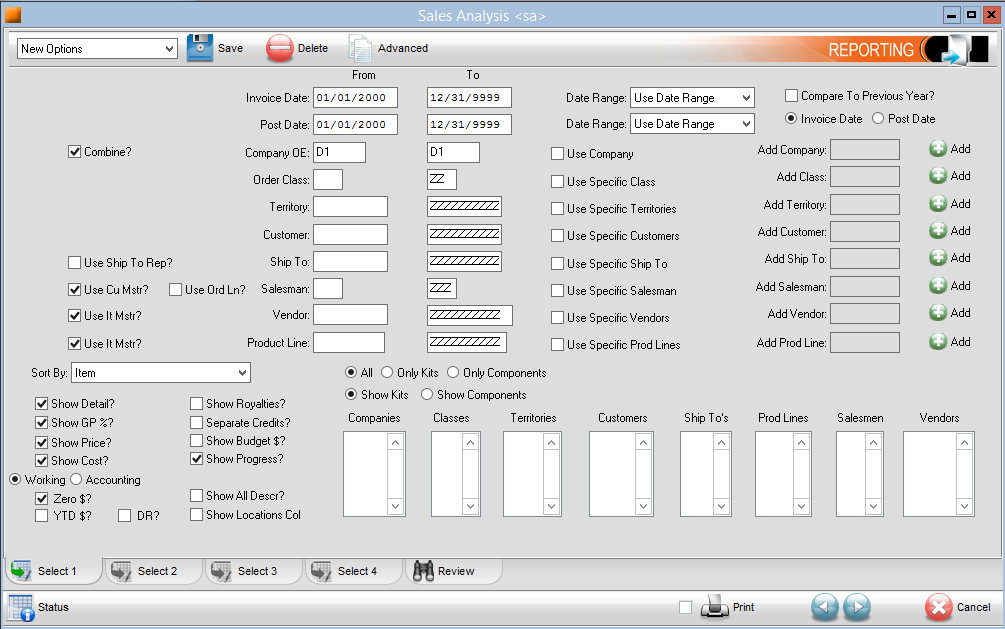 Sales Analysis <sa>
New Options Save Delete Advanced REPORTING
From To
Invoice Date: 01/01/2000 12/31/9999 Date Range: Use Date Range Compare To Previous Year?
Post Date: 01/01/2000 12/31/9999 Date Range: Use Date Range Invoice Date Post Date
Combine? Company OE: D1 D1 Use Company Add Company: Add
Order Class: ZZ Use Specific Class Add Class: Add
Territory: ZZZZZZZZZZ Use Specific Territories Add Territory: Add
Customer: ZZZZZZZZZZ Use Specific Customers Add Customer: Add
Use Ship To Rep? Ship To: ZZZZZZZZZZ Use Specific Ship To Add Ship To: Add
Use Cu Mstr? Use Ord Ln? Salesman: ZZZ Use Specific Salesman Add Salesman: Add
Use It Mstr? Vendor: ZZZZZZZZZZ Use Specific Vendors Add Vendor: Add
Use It Mstr? Product Line: ZZZZZZZZZZ Use Specific Prod Lines Add Prod Line: Add
Sort By: Item All Only Kits Only Components
Show Kits Show Components
Show Detail? Show Royalties? Companies Classes Territories Customers Ship To's Prod Lines Salesmen Vendors
Show GP %? Separate Credits?
Show Price? Show Budget $?
Show Cost? Show Progress?
Working Accounting
Zero $? Show All Descr?
YTD $? DR? Show Locations Col
Select 1 Select 2 Select 3 Select 4 Review
Status Print Cancel